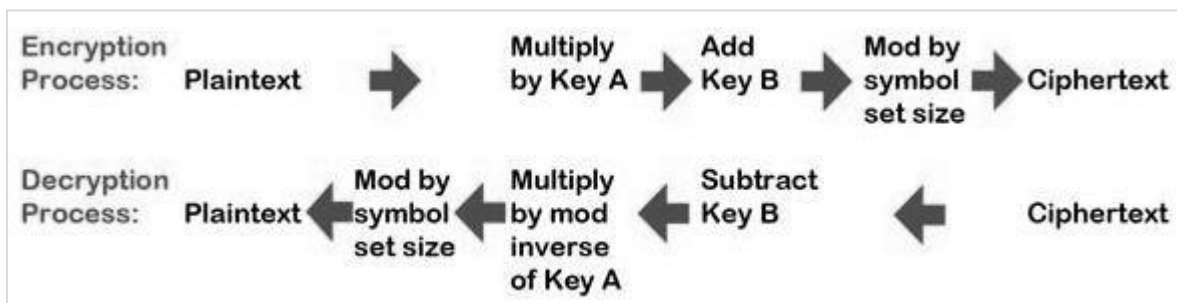 Encryption Process: Plaintext Multiply by Key A Add Key B Mod by symbol set size Ciphertext
Decryption Process: Plaintext Mod by symbol set size Multiply by mod inverse of Key A Subtract Key B Ciphertext